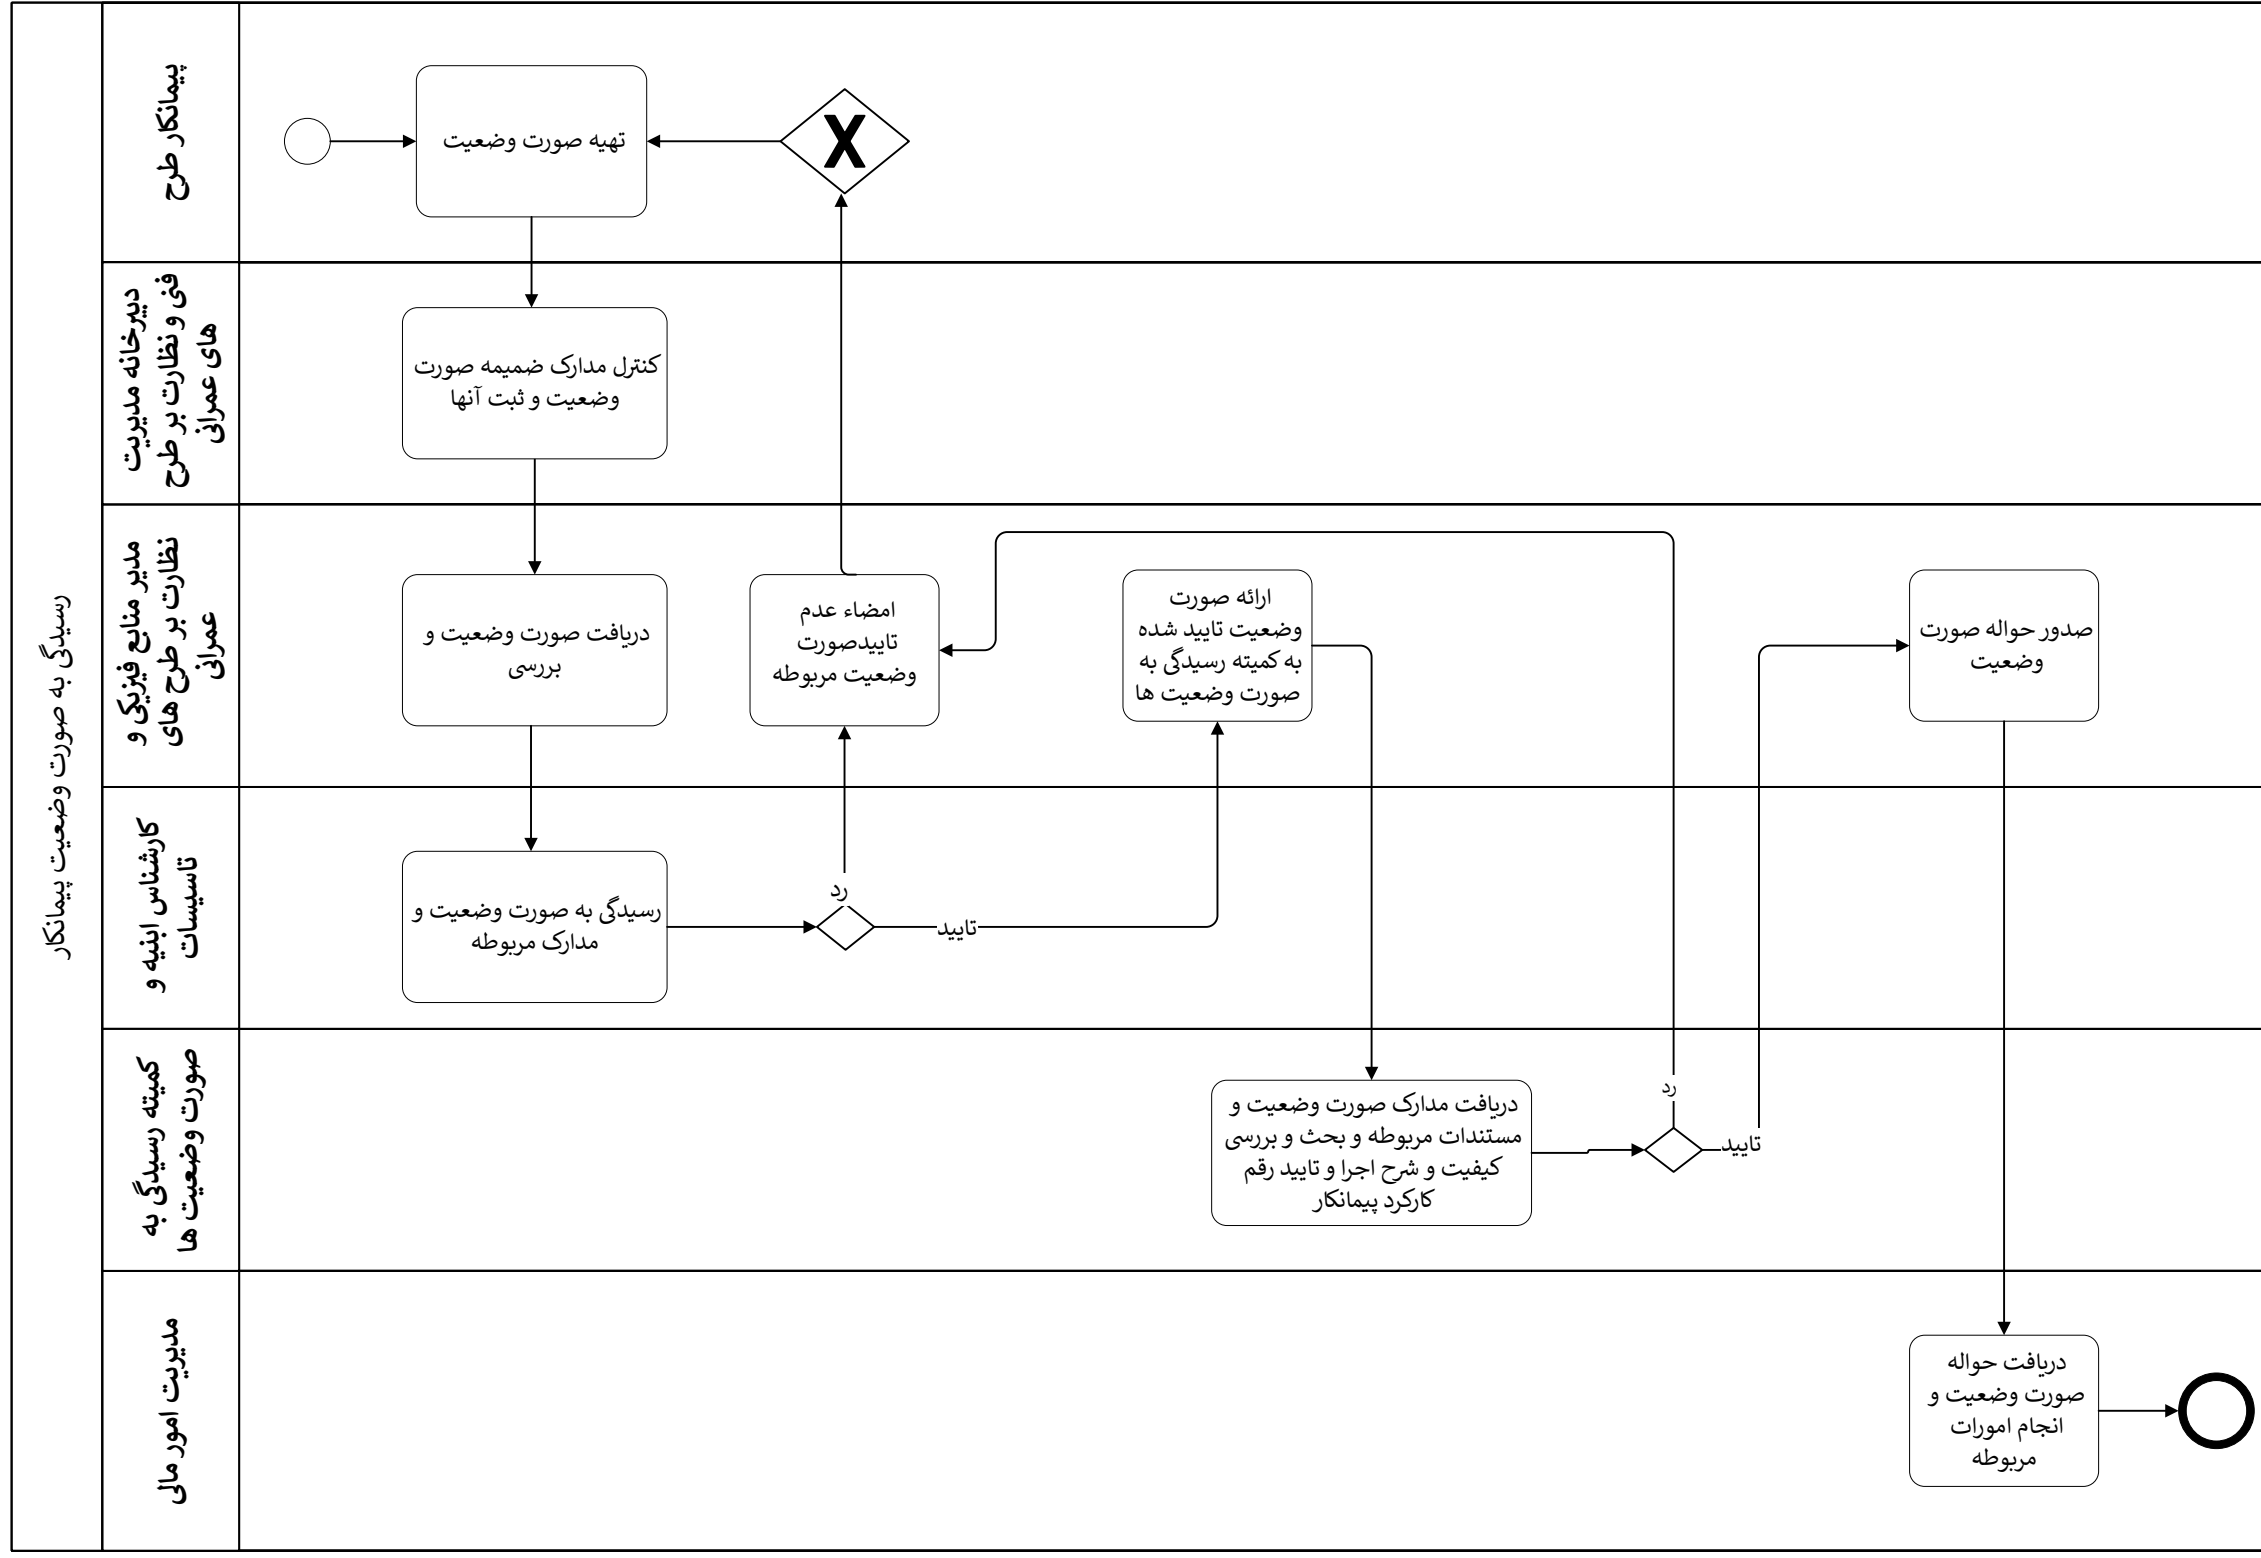 رسیدگی به صورت وضعیت پیمانکار
پیمانکار طرح
تهیه صورت وضعیت
X
دبیرخانه مدیریت
فنی و نظارت بر طرح
های عمرانی
کنترل مدارک ضمیمه صورت
وضعیت و ثبت آنها
مدیر منابع فیزیکی و
نظارت بر طرح های
عمرانی
دریافت صورت وضعیت و
بررسی
امضاء عدم
تاییدصورت
وضعیت مربوطه
ارائه صورت
وضعیت تایید شده
به کمیته رسیدگی به
صورت وضعیت ها
صدور حواله صورت
وضعیت
کارشناس ابنیه و
تاسیسات
رسیدگی به صورت وضعیت و
مدارک مربوطه
رد
تایید
کمیته رسیدگی به
صورت وضعیت ها
دریافت مدارک صورت وضعیت و
مستندات مربوطه و بحث و بررسی
کیفیت و شرح اجرا و تایید رقم
کارکرد پیمانکار
رد
تایید
مدیریت امور مالی
دریافت حواله
صورت وضعیت و
انجام امورات
مربوطه